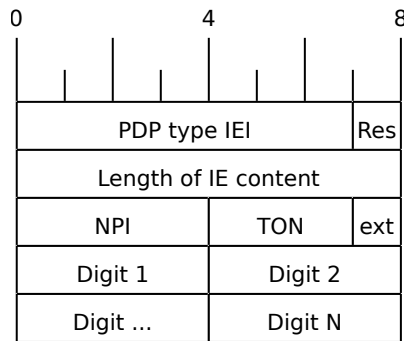 0 4 8
PDP type IEI Res
Length of IE content
NPI TON ext
Digit 1 Digit 2
Digit ... Digit N